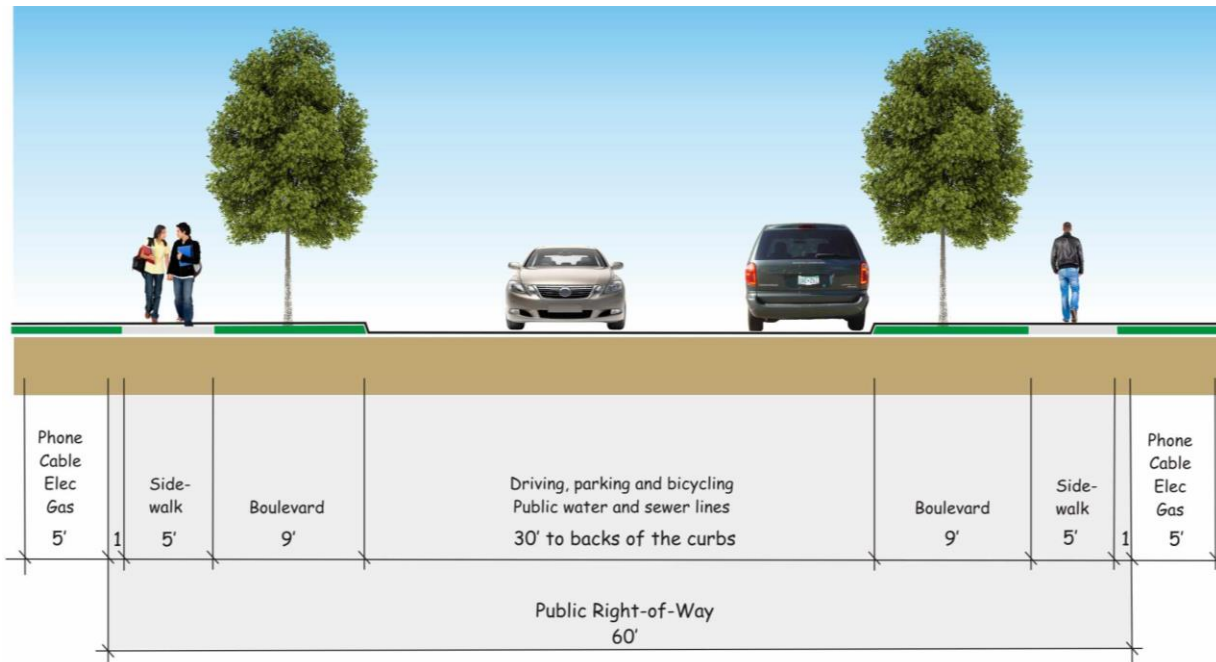 Phone
Cable
Elec
Gas
5'
1
Side-
walk
5'
Boulevard
9'
Driving, parking and bicycling
Public water and sewer lines
30' to backs of the curbs
Boulevard
9'
Side-
walk
5'
1
Phone
Cable
Elec
Gas
5'
Public Right-of-Way
60'